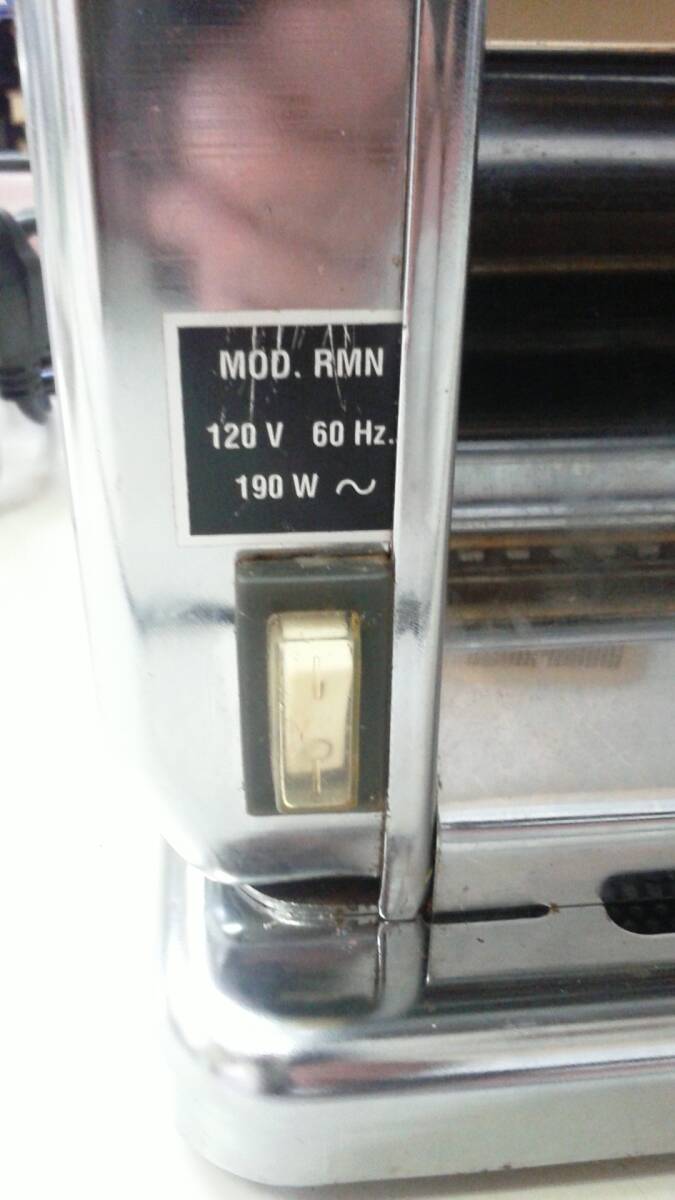 MOD. RMN
120 V 60 Hz.
190 W ~